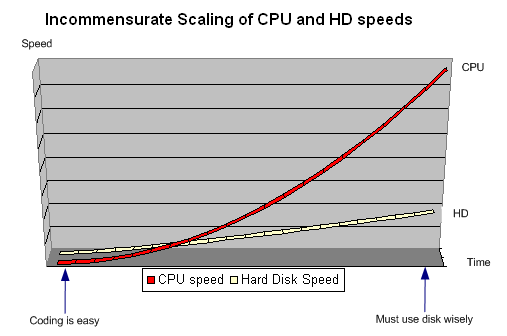 Incommensurate Scaling of CPU and HD speeds
Speed
CPU
HD
Time
CPU speed Hard Disk Speed
Coding is easy
Must use disk wisely